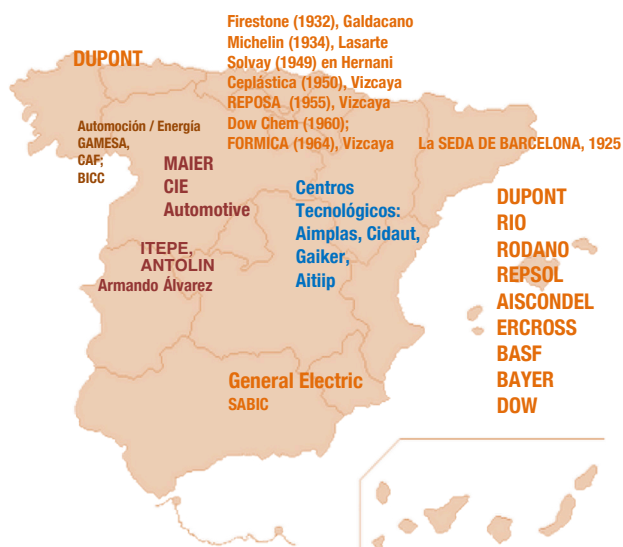 Firestone (1932), Galdacano
Michelin (1934), Lasarte
Solvay (1949) en Hernani
Ceplástica (1950), Vizcaya
REPOSA (1955), Vizcaya
Dow Chem (1960);
FORMICA (1964), Vizcaya
DUPONT
Automoción / Energía
GAMESA,
CAF;
BICC
La SEDA DE BARCELONA, 1925
MAIER
CIE
Automotive
Centros
Tecnológicos:
Aimplas, Cidaut,
Gaiker,
Aitiip
ITEPE,
ANTOLIN
Armando Álvarez
DUPONT
RIO
RODANO
REPSOL
AISCONDEL
ERCROSS
BASF
BAYER
DOW
General Electric
SABIC